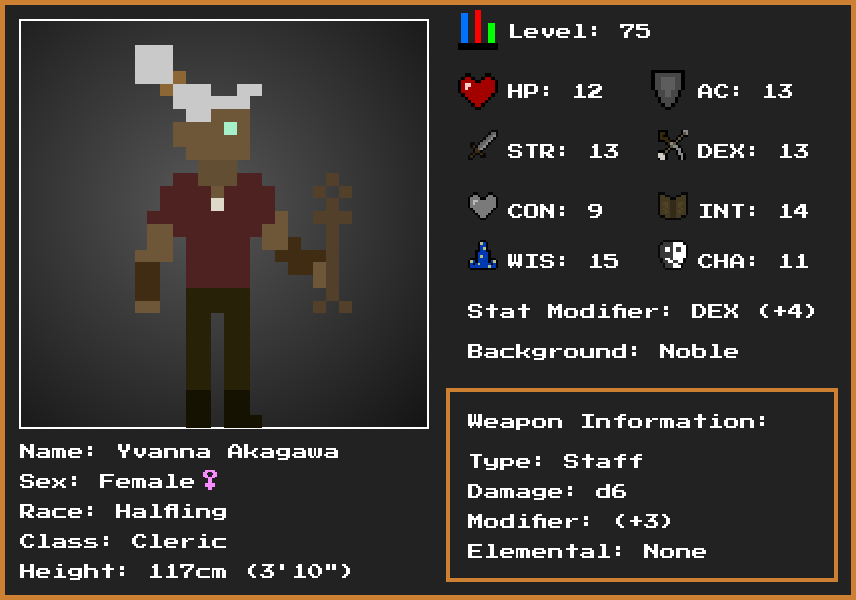 Level: 75
HP: 12
AC: 13
STR: 13
DEX: 13
CON: 9
INT: 14
WIS: 15
CHA: 11
Stat Modifier: DEX (+4)
Background: Noble
Weapon Information:
Type: Staff
Damage: d6
Modifier: (+3)
Elemental: None
Name: Yvanna Akagawa
Sex: Female♀
Race: Halfling
Class: Cleric
Height: 117cm (3'10")